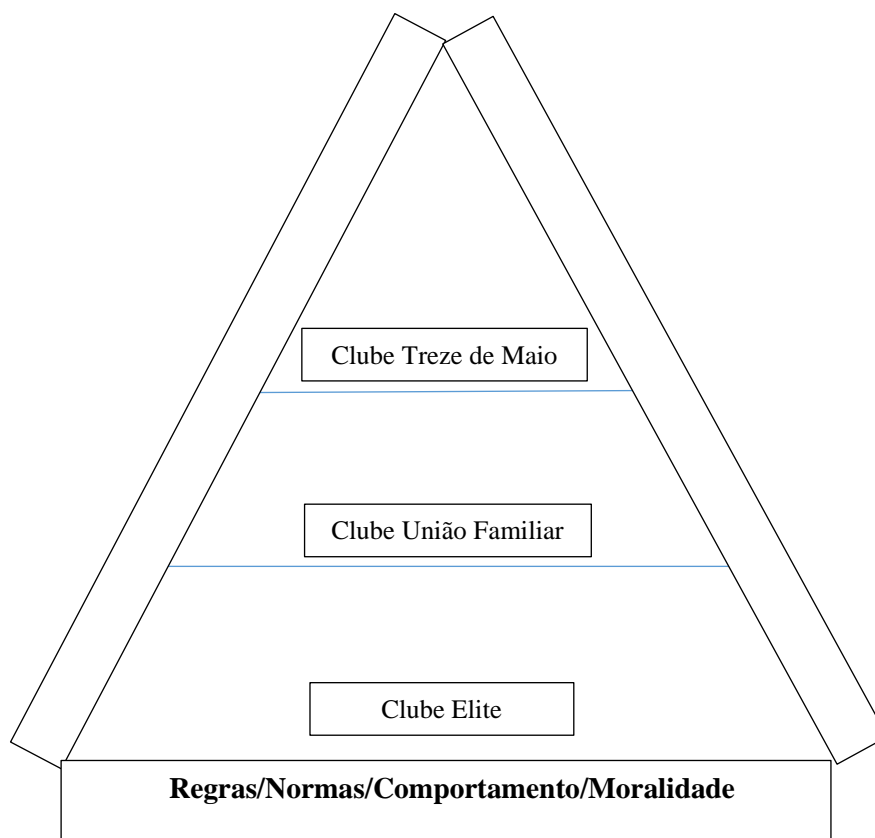 Clube Treze de Maio
Clube União Familiar
Clube Elite
Regras/Normas/Comportamento/Moralidade